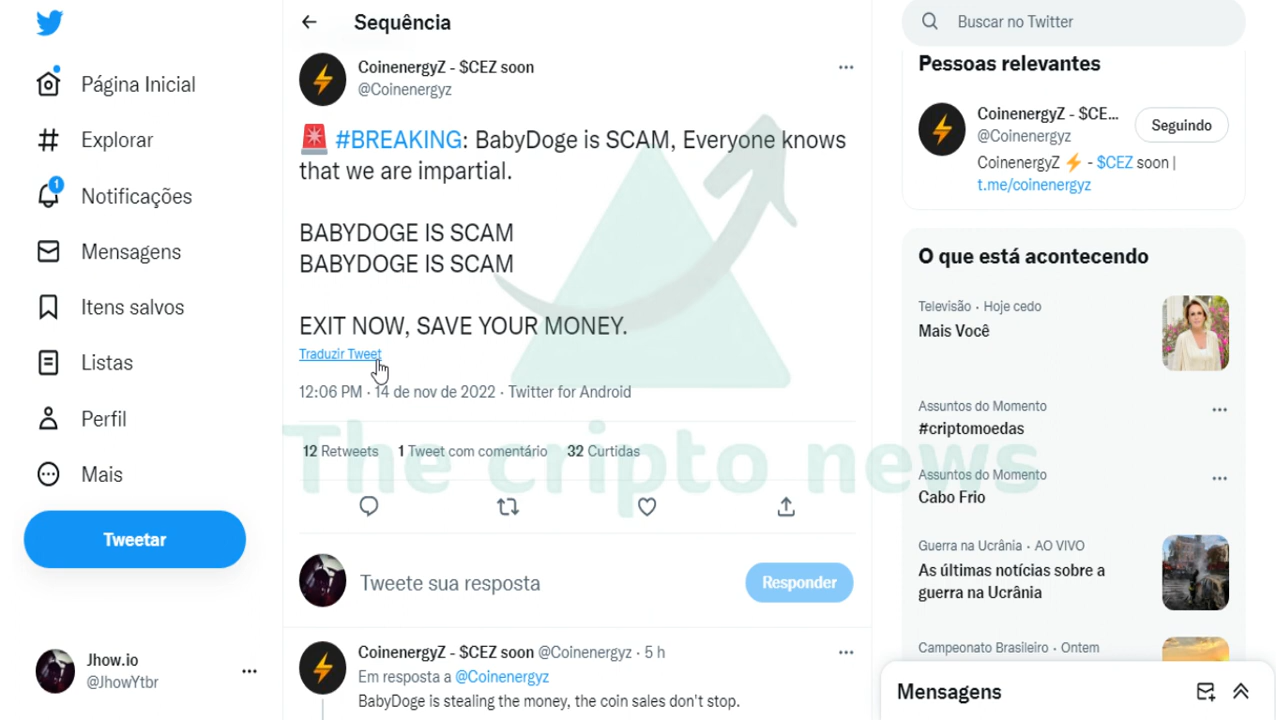 Sequência
Buscar no Twitter
Página Inicial
Explorar
1
Notificações
Mensagens
Itens salvos
Listas
Perfil
Mais
Tweetar
Jhow.io
@JhowYtbr
CoinenergyZ - $CEZ soon
@Coinenergyz
🚨 #BREAKING: BabyDoge is SCAM, Everyone knows
that we are impartial.
BABYDOGE IS SCAM
BABYDOGE IS SCAM
EXIT NOW, SAVE YOUR MONEY.
Traduzir Tweet
12:06 PM · 14 de nov de 2022 · Twitter for Android
12 Retweets 1 Tweet com comentário 32 Curtidas
The cripto news
Tweete sua resposta
Responder
CoinenergyZ - $CEZ soon @Coinenergyz · 5 h
Em resposta a @Coinenergyz
BabyDoge is stealing the money, the coin sales don't stop.
Pessoas relevantes
CoinenergyZ - $CE...
@Coinenergyz
Seguindo
CoinenergyZ ⚡ - $CEZ soon |
t.me/coinenergyz
O que está acontecendo
Televisão · Hoje cedo
Mais Você
Assuntos do Momento
#criptomoedas
Assuntos do Momento
Cabo Frio
Guerra na Ucrânia · AO VIVO
As últimas notícias sobre a
guerra na Ucrânia
Campeonato Brasileiro · Ontem
Mensagens